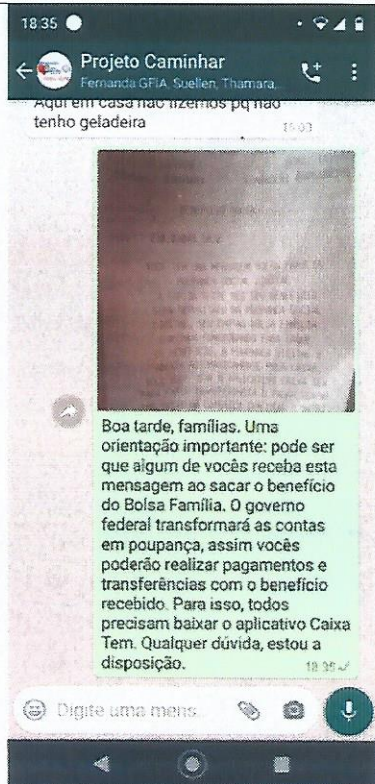 18:35
Projeto Caminhar
Fernanda GFIA, Suellen, Thamara,
Aqui em casa não fizemos pq não
tenho geladeira
Boa tarde, famílias. Uma
orientação importante: pode ser
que algum de vocês receba esta
mensagem ao sacar o benefício
do Bolsa Família. O governo
federal transformará as contas
em poupança, assim vocês
poderão realizar pagamentos e
transferências com o benefício
recebido. Para isso, todos
precisam baixar o aplicativo Caixa
Tem. Qualquer dúvida, estou a
disposição.
18:35
Digite uma mens...